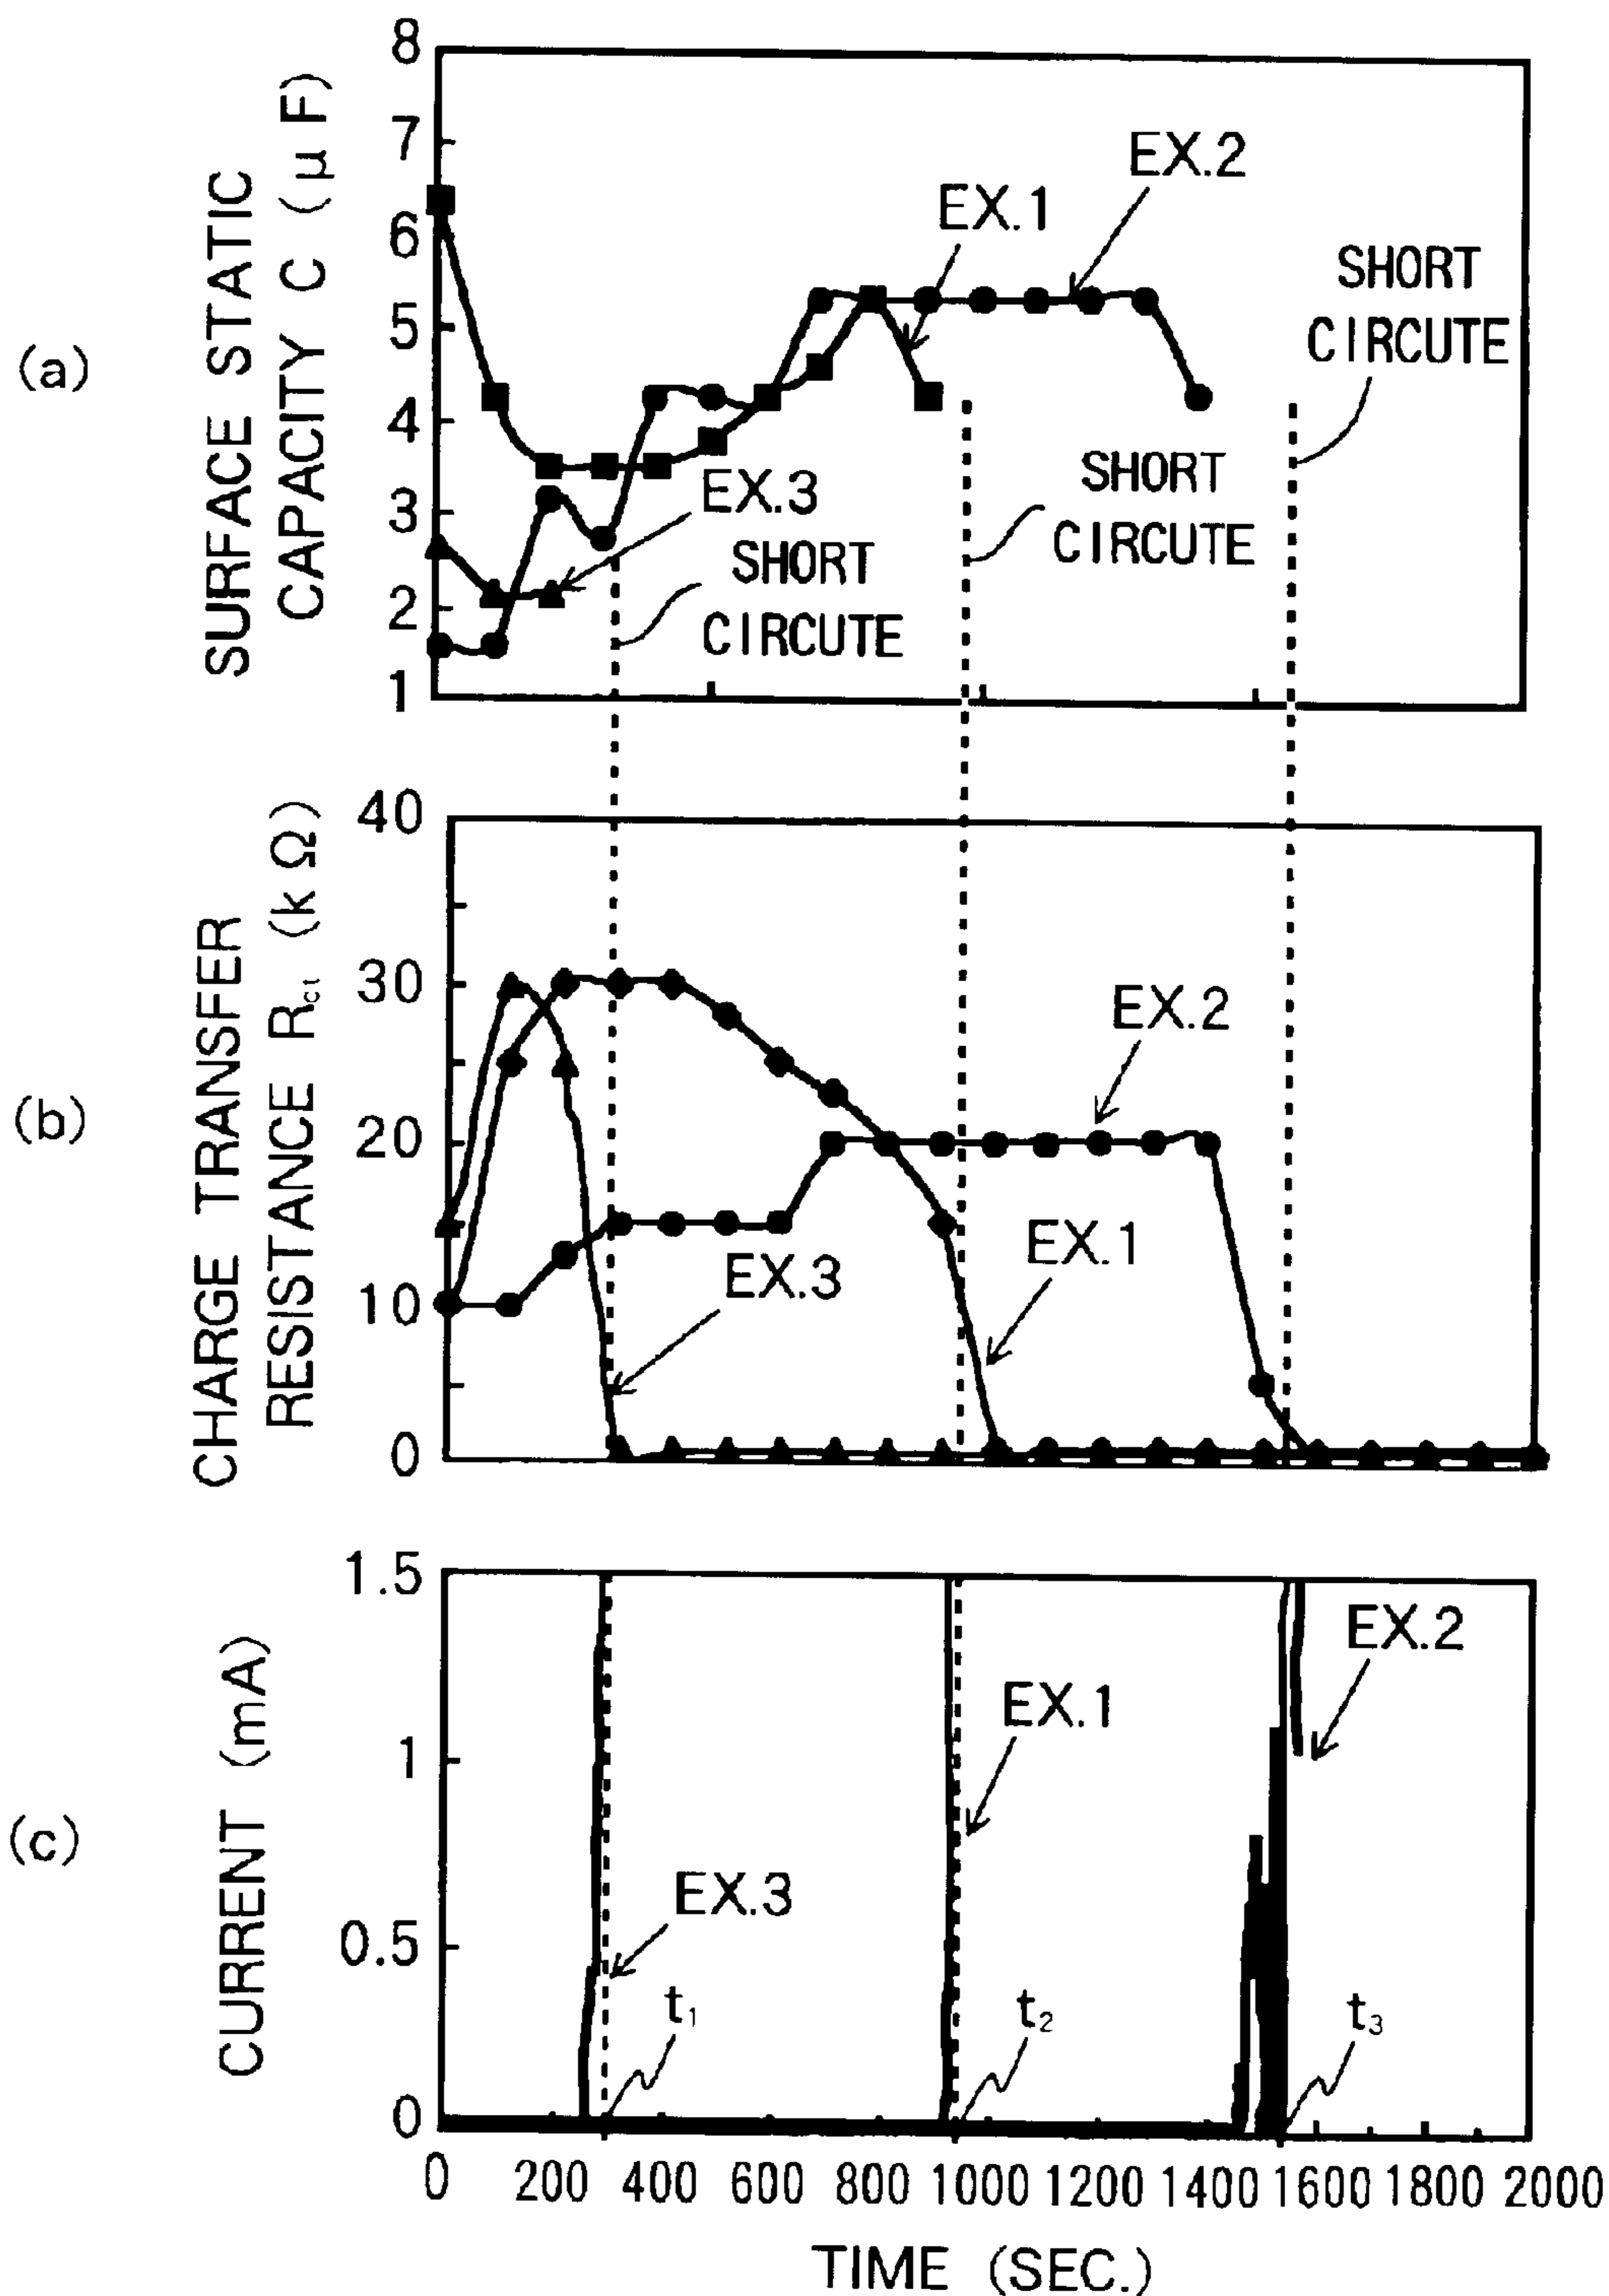 (a)
SURFACE STATIC
CAPACITY C (μF)
8
7
6
5
4
3
2
1
EX.2
EX.1
EX.3
SHORT
CIRCUTE
SHORT
CIRCUTE
SHORT
CIRCUTE
(b)
CHARGE TRANSFER
RESISTANCE Rct (kΩ)
40
30
20
10
0
EX.2
EX.1
EX.3
(c)
CURRENT (mA)
1.5
1
0.5
0
EX.2
EX.1
EX.3
t1
t2
t3
0 200 400 600 800 1000 1200 1400 1600 1800 2000
TIME (SEC.)